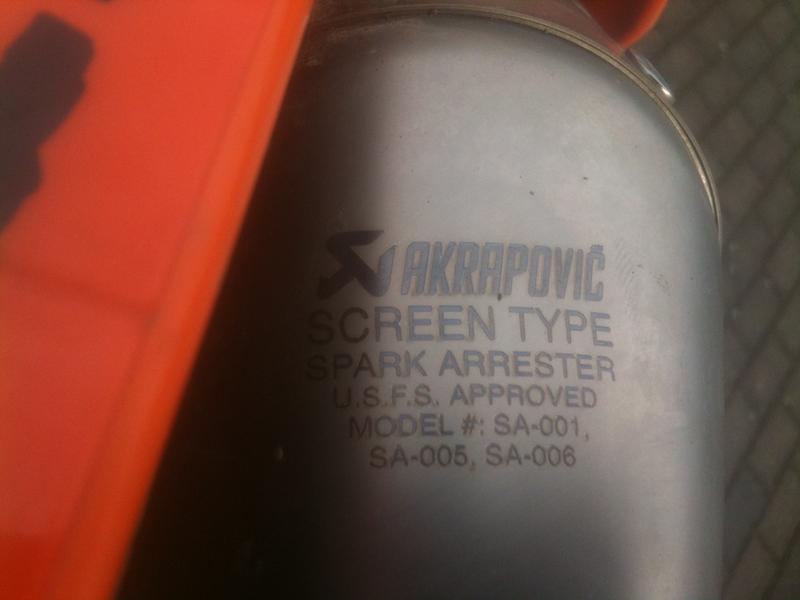 AKRAPOVIČ
SCREEN TYPE
SPARK ARRESTER
U.S.F.S. APPROVED
MODEL #: SA-001,
SA-005, SA-006